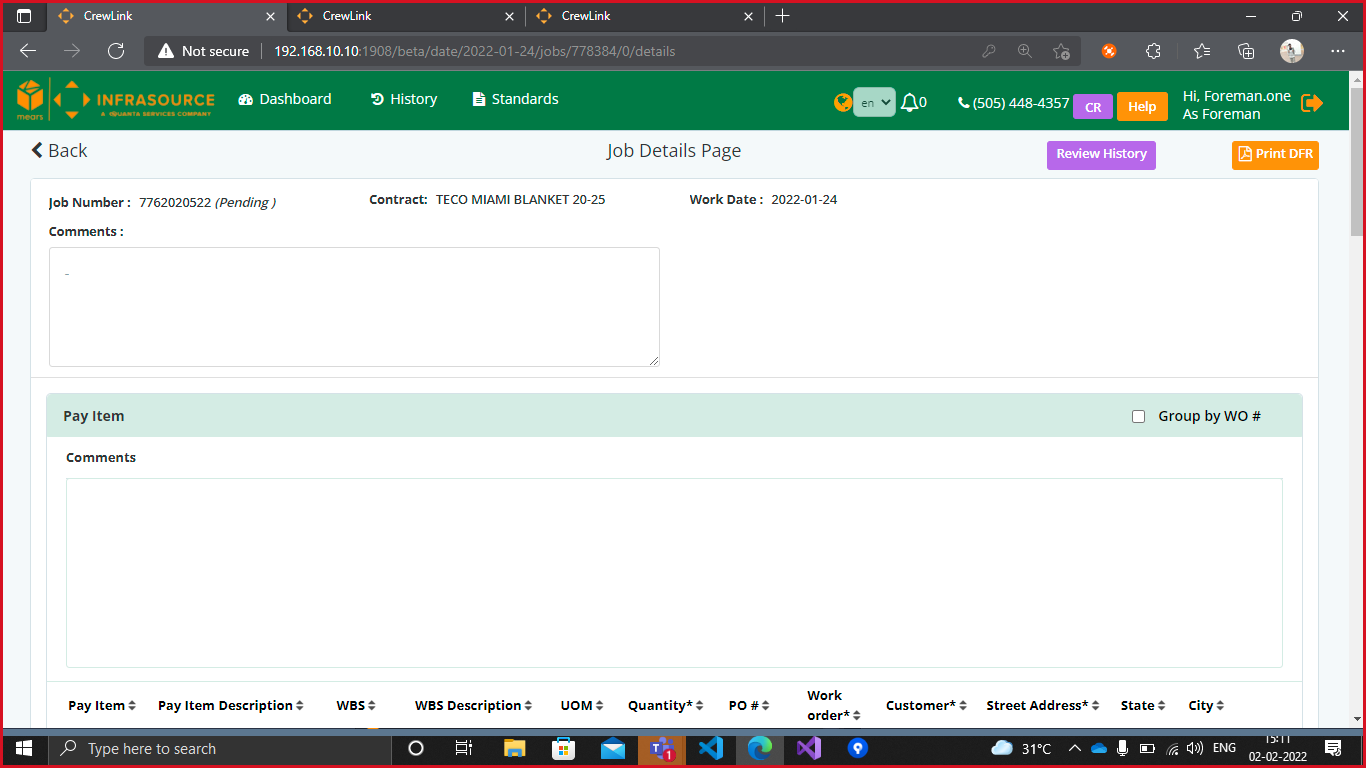 CrewLink
CrewLink
CrewLink
Not secure
192.168.10.10:1908/beta/date/2022-01-24/jobs/778384/0/details
mears
INFRASOURCE
A QUANTA SERVICES COMPANY
Dashboard
History
Standards
en
0
(505) 448-4357
CR
Help
Hi, Foreman.one
As Foreman
Back
Job Details Page
Review History
Print DFR
Job Number : 7762020522 (Pending )
Contract: TECO MIAMI BLANKET 20-25
Work Date : 2022-01-24
Comments :
-
Pay Item
Group by WO #
Comments
Pay Item
Pay Item Description
WBS
WBS Description
UOM
Quantity*
PO #
Work
order*
Customer*
Street Address*
State
City
Type here to search
1
31°C
ENG
15:11
02-02-2022